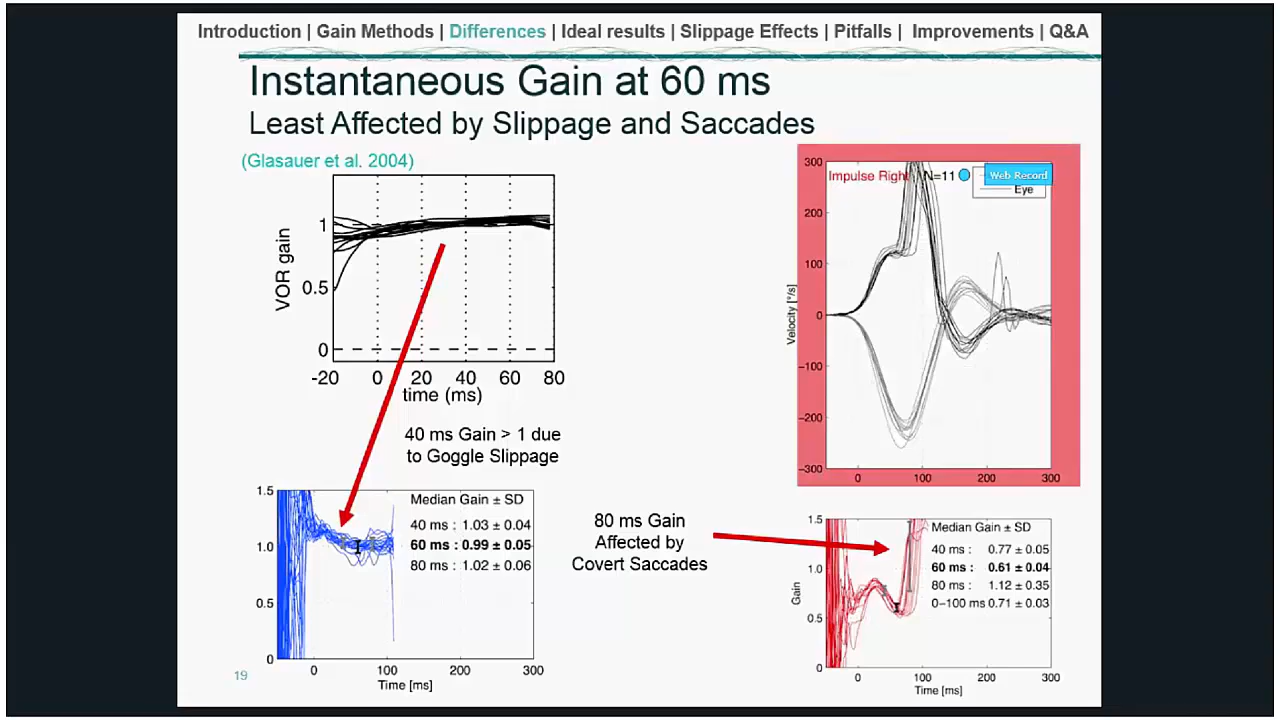 Introduction | Gain Methods | Differences | Ideal results | Slippage Effects | Pitfalls | Improvements | Q&A
Instantaneous Gain at 60 ms
Least Affected by Slippage and Saccades
(Glasauer et al. 2004)
VOR gain
1
0.5
0
-20 0 20 40 60 80
time (ms)
40 ms Gain > 1 due
to Goggle Slippage
1.5
1.0
0.5
0
Median Gain ± SD
40 ms : 1.03 ± 0.04
60 ms : 0.99 ± 0.05
80 ms : 1.02 ± 0.06
0 100 200 300
Time [ms]
19
80 ms Gain
Affected by
Covert Saccades
Impulse Right N=11
Web Record
Eye
Velocity [°/s]
300
200
100
0
−100
−200
−300
0 100 200 300
Gain
1.5
1.0
0.5
0
Median Gain ± SD
40 ms : 0.77 ± 0.05
60 ms : 0.61 ± 0.04
80 ms : 1.12 ± 0.35
0−100 ms 0.71 ± 0.03
0 100 200 300
Time [ms]